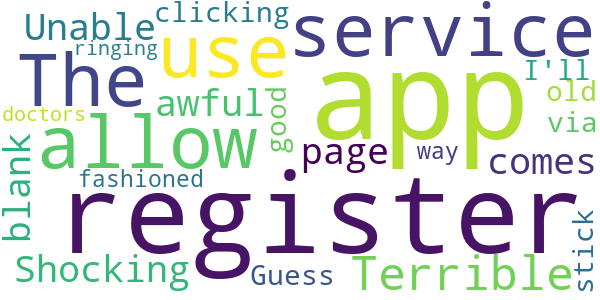 clicking
Unable
ringing
service
The
use
app
I'll
doctors
awful
good
old
allow
via
blank
page
way
comes
fashioned
register
stick
Shocking
Guess
Terrible